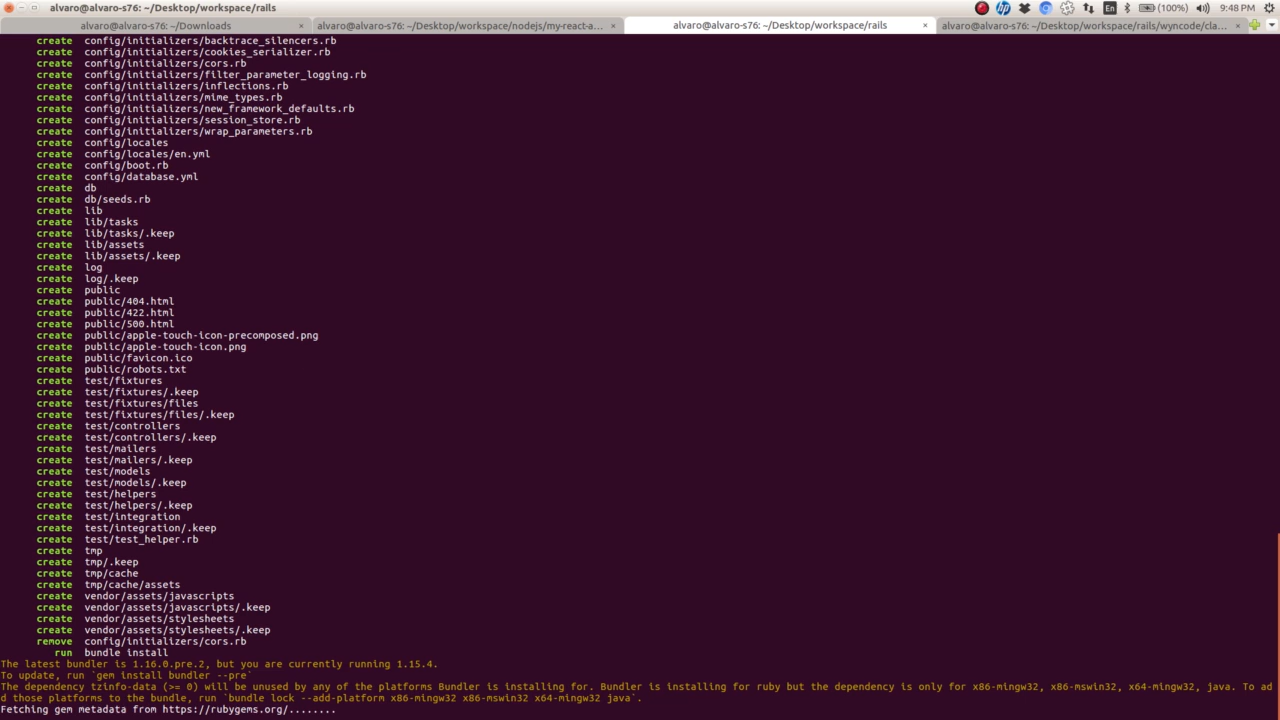 alvaro@alvaro-s76: ~/Desktop/workspace/rails
En
(100%)
9:48 PM
alvaro@alvaro-s76: ~/Downloads
alvaro@alvaro-s76: ~/Desktop/workspace/nodejs/my-react-a...
alvaro@alvaro-s76: ~/Desktop/workspace/rails
alvaro@alvaro-s76: ~/Desktop/workspace/rails/wyncode/cla...
create config/initializers/backtrace_silencers.rb
create config/initializers/cookies_serializer.rb
create config/initializers/cors.rb
create config/initializers/filter_parameter_logging.rb
create config/initializers/inflections.rb
create config/initializers/mime_types.rb
create config/initializers/new_framework_defaults.rb
create config/initializers/session_store.rb
create config/initializers/wrap_parameters.rb
create config/locales
create config/locales/en.yml
create config/boot.rb
create config/database.yml
create db
create db/seeds.rb
create lib
create lib/tasks
create lib/tasks/.keep
create lib/assets
create lib/assets/.keep
create log
create log/.keep
create public
create public/404.html
create public/422.html
create public/500.html
create public/apple-touch-icon-precomposed.png
create public/apple-touch-icon.png
create public/favicon.ico
create public/robots.txt
create test/fixtures
create test/fixtures/.keep
create test/fixtures/files
create test/fixtures/files/.keep
create test/controllers
create test/controllers/.keep
create test/mailers
create test/mailers/.keep
create test/models
create test/models/.keep
create test/helpers
create test/helpers/.keep
create test/integration
create test/integration/.keep
create test/test_helper.rb
create tmp
create tmp/.keep
create tmp/cache
create tmp/cache/assets
create vendor/assets/javascripts
create vendor/assets/javascripts/.keep
create vendor/assets/stylesheets
create vendor/assets/stylesheets/.keep
remove config/initializers/cors.rb
run bundle install
The latest bundler is 1.16.0.pre.2, but you are currently running 1.15.4.
To update, run `gem install bundler --pre`
The dependency tzinfo-data (>= 0) will be unused by any of the platforms Bundler is installing for. Bundler is installing for ruby but the dependency is only for x86-mingw32, x86-mswin32, x64-mingw32, java. To ad
d those platforms to the bundle, run `bundle lock --add-platform x86-mingw32 x86-mswin32 x64-mingw32 java`.
Fetching gem metadata from https://rubygems.org/........